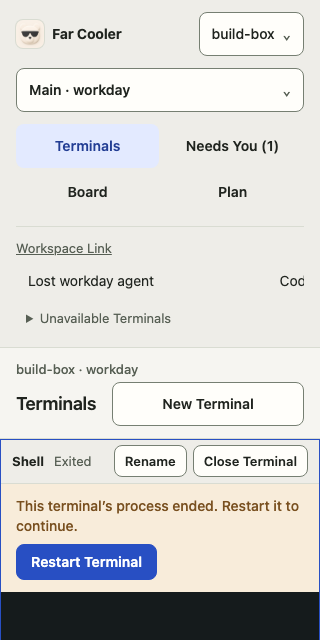 Far Cooler
build-box
Main · workday
Terminals
Needs You (1)
Board
Plan
Workspace Link
Lost workday agent
Cod
Unavailable Terminals
build-box · workday
Terminals
New Terminal
Shell Exited
Rename
Close Terminal
This terminal’s process ended. Restart it to
continue.
Restart Terminal